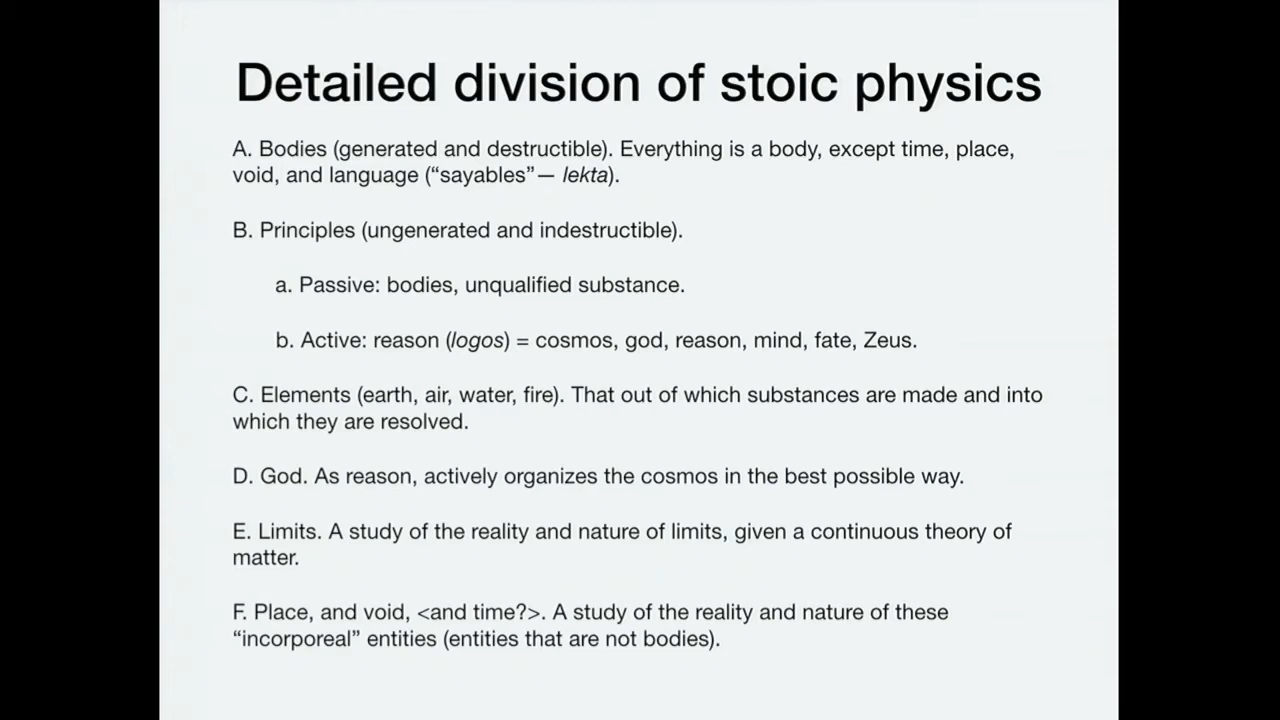 Detailed division of stoic physics
A. Bodies (generated and destructible). Everything is a body, except time, place,
void, and language (“sayables”— lekta).
B. Principles (ungenerated and indestructible).
a. Passive: bodies, unqualified substance.
b. Active: reason (logos) = cosmos, god, reason, mind, fate, Zeus.
C. Elements (earth, air, water, fire). That out of which substances are made and into
which they are resolved.
D. God. As reason, actively organizes the cosmos in the best possible way.
E. Limits. A study of the reality and nature of limits, given a continuous theory of
matter.
F. Place, and void, <and time?>. A study of the reality and nature of these
“incorporeal” entities (entities that are not bodies).